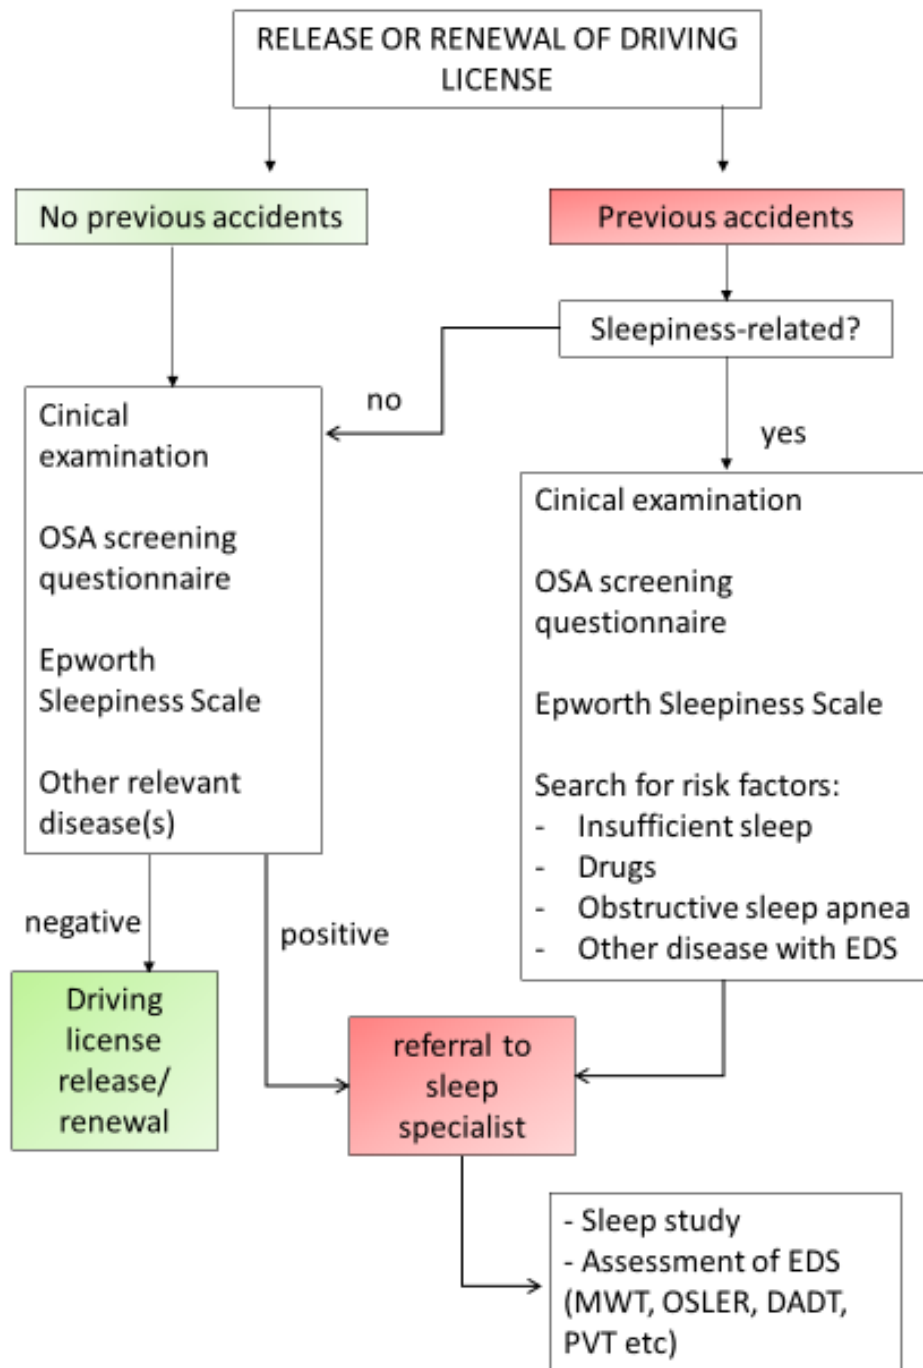 RELEASE OR RENEWAL OF DRIVING
LICENSE
No previous accidents
Previous accidents
Sleepiness-related?
no
yes
Cinical
examination
OSA screening
questionnaire
Epworth
Sleepiness Scale
Other relevant
disease(s)
Cinical examination
OSA screening
questionnaire
Epworth Sleepiness Scale
Search for risk factors:
- Insufficient sleep
- Drugs
- Obstructive sleep apnea
- Other disease with EDS
negative
positive
Driving
license
release/
renewal
referral to
sleep
specialist
- Sleep study
- Assessment of EDS
(MWT, OSLER, DADT,
PVT etc)